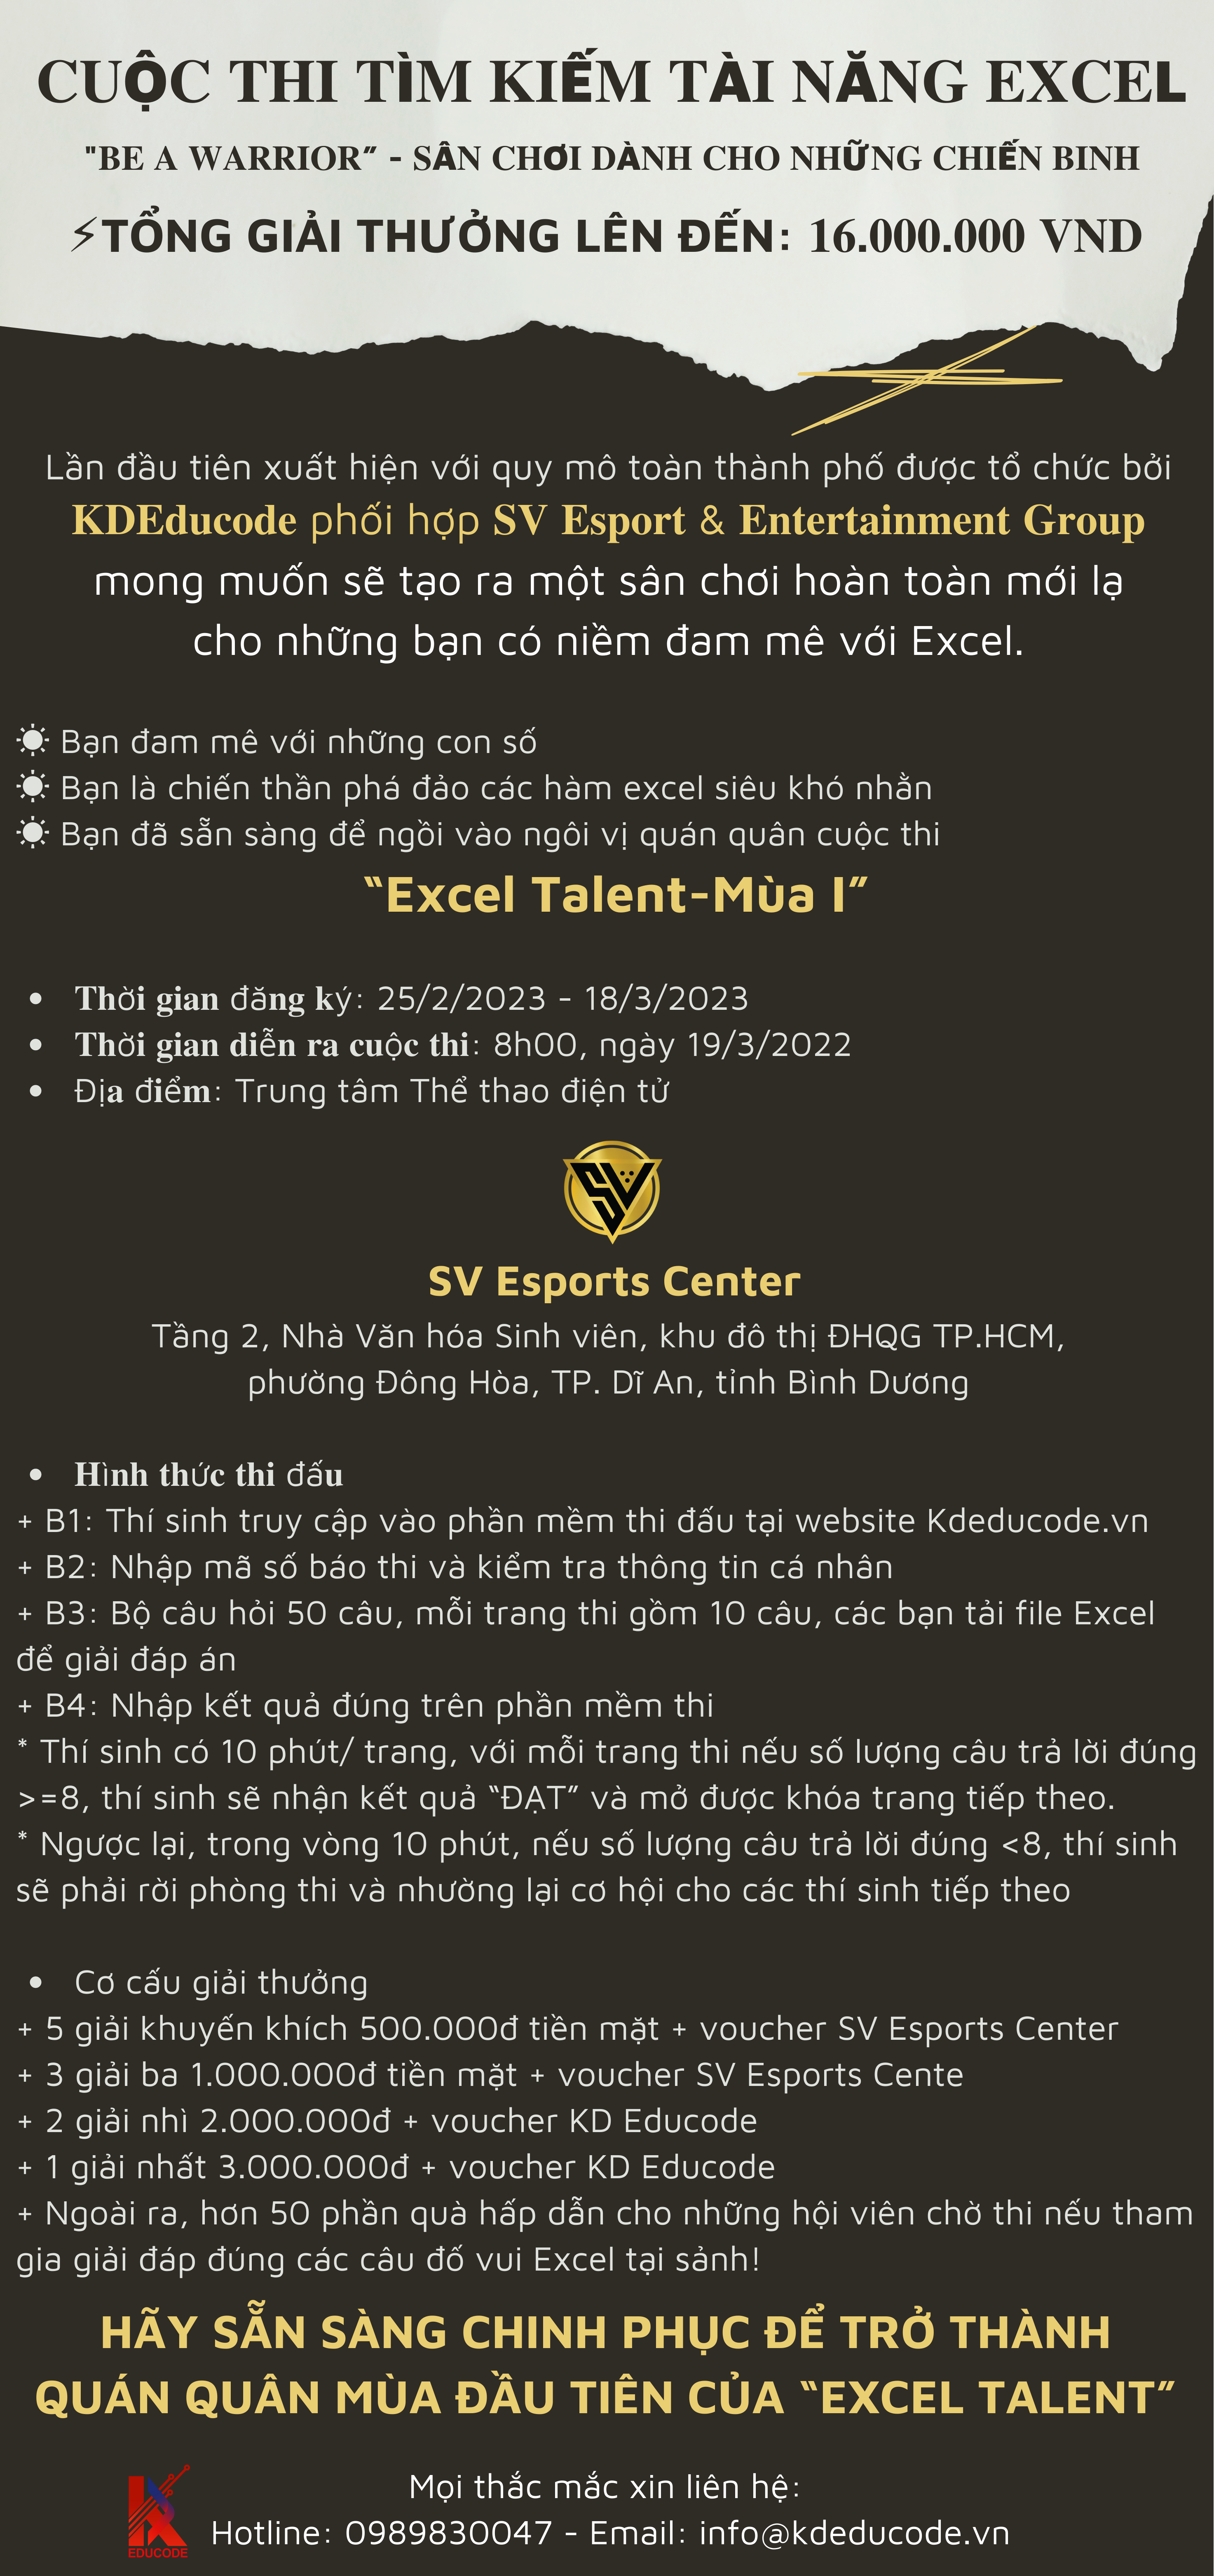 CUỘC THI TÌM KIẾM TÀI NĂNG EXCEL
"BE A WARRIOR” - SÂN CHƠI DÀNH CHO NHỮNG CHIẾN BINH
⚡TỔNG GIẢI THƯỞNG LÊN ĐẾN: 16.000.000 VND
Lần đầu tiên xuất hiện với quy mô toàn thành phố được tổ chức bởi
KDEducode phối hợp SV Esport & Entertainment Group
mong muốn sẽ tạo ra một sân chơi hoàn toàn mới lạ
cho những bạn có niềm đam mê với Excel.
☀ Bạn đam mê với những con số
☀ Bạn là chiến thần phá đảo các hàm excel siêu khó nhằn
☀ Bạn đã sẵn sàng để ngồi vào ngôi vị quán quân cuộc thi
“Excel Talent-Mùa I”
• Thời gian đăng ký: 25/2/2023 - 18/3/2023
• Thời gian diễn ra cuộc thi: 8h00, ngày 19/3/2022
• Địa điểm: Trung tâm Thể thao điện tử
SV
SV Esports Center
Tầng 2, Nhà Văn hóa Sinh viên, khu đô thị ĐHQG TP.HCM,
phường Đông Hòa, TP. Dĩ An, tỉnh Bình Dương
• Hình thức thi đấu
+ B1: Thí sinh truy cập vào phần mềm thi đấu tại website Kdeducode.vn
+ B2: Nhập mã số báo thi và kiểm tra thông tin cá nhân
+ B3: Bộ câu hỏi 50 câu, mỗi trang thi gồm 10 câu, các bạn tải file Excel
để giải đáp án
+ B4: Nhập kết quả đúng trên phần mềm thi
* Thí sinh có 10 phút/ trang, với mỗi trang thi nếu số lượng câu trả lời đúng
>=8, thí sinh sẽ nhận kết quả “ĐẠT” và mở được khóa trang tiếp theo.
* Ngược lại, trong vòng 10 phút, nếu số lượng câu trả lời đúng <8, thí sinh
sẽ phải rời phòng thi và nhường lại cơ hội cho các thí sinh tiếp theo
• Cơ cấu giải thưởng
+ 5 giải khuyến khích 500.000đ tiền mặt + voucher SV Esports Center
+ 3 giải ba 1.000.000đ tiền mặt + voucher SV Esports Cente
+ 2 giải nhì 2.000.000đ + voucher KD Educode
+ 1 giải nhất 3.000.000đ + voucher KD Educode
+ Ngoài ra, hơn 50 phần quà hấp dẫn cho những hội viên chờ thi nếu tham
gia giải đáp đúng các câu đố vui Excel tại sảnh!
HÃY SẴN SÀNG CHINH PHỤC ĐỂ TRỞ THÀNH
QUÁN QUÂN MÙA ĐẦU TIÊN CỦA “EXCEL TALENT”
EDUCODE
Mọi thắc mắc xin liên hệ:
Hotline: 0989830047 - Email: info@kdeducode.vn